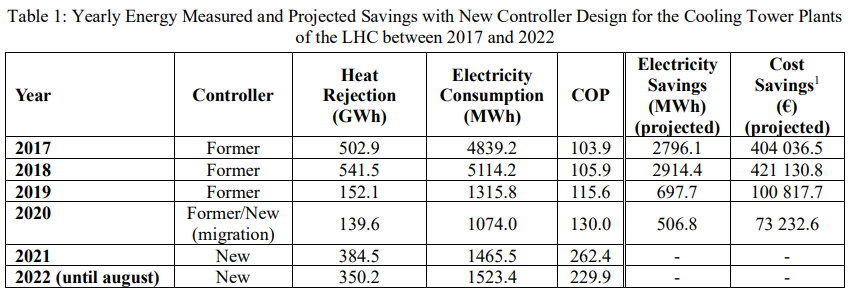 Table 1: Yearly Energy Measured and Projected Savings with New Controller Design for the Cooling Tower Plants
of the LHC between 2017 and 2022
Year Controller Heat Rejection (GWh) Electricity Consumption (MWh) COP Electricity Savings (MWh) (projected) Cost Savings¹ (€) (projected)
2017 Former 502.9 4839.2 103.9 2796.1 404 036.5
2018 Former 541.5 5114.2 105.9 2914.4 421 130.8
2019 Former 152.1 1315.8 115.6 697.7 100 817.7
2020 Former/New (migration) 139.6 1074.0 130.0 506.8 73 232.6
2021 New 384.5 1465.5 262.4 - -
2022 (until august) New 350.2 1523.4 229.9 - -